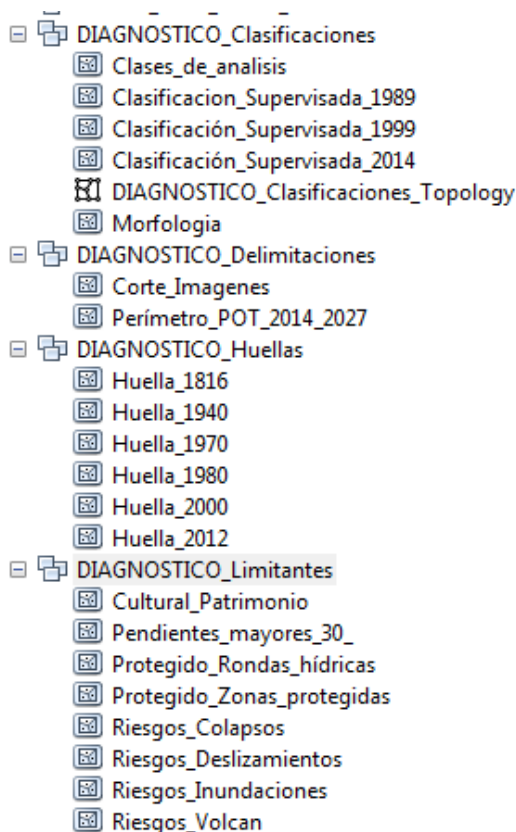 DIAGNOSTICO_Clasificaciones
Clases_de_analisis
Clasificacion_Supervisada_1989
Clasificación_Supervisada_1999
Clasificación_Supervisada_2014
DIAGNOSTICO_Clasificaciones_Topology
Morfologia
DIAGNOSTICO_Delimitaciones
Corte_Imagenes
Perímetro_POT_2014_2027
DIAGNOSTICO_Huellas
Huella_1816
Huella_1940
Huella_1970
Huella_1980
Huella_2000
Huella_2012
DIAGNOSTICO_Limitantes
Cultural_Patrimonio
Pendientes_mayores_30_
Protegido_Rondas_hídricas
Protegido_Zonas_protegidas
Riesgos_Colapsos
Riesgos_Deslizamientos
Riesgos_Inundaciones
Riesgos_Volcan